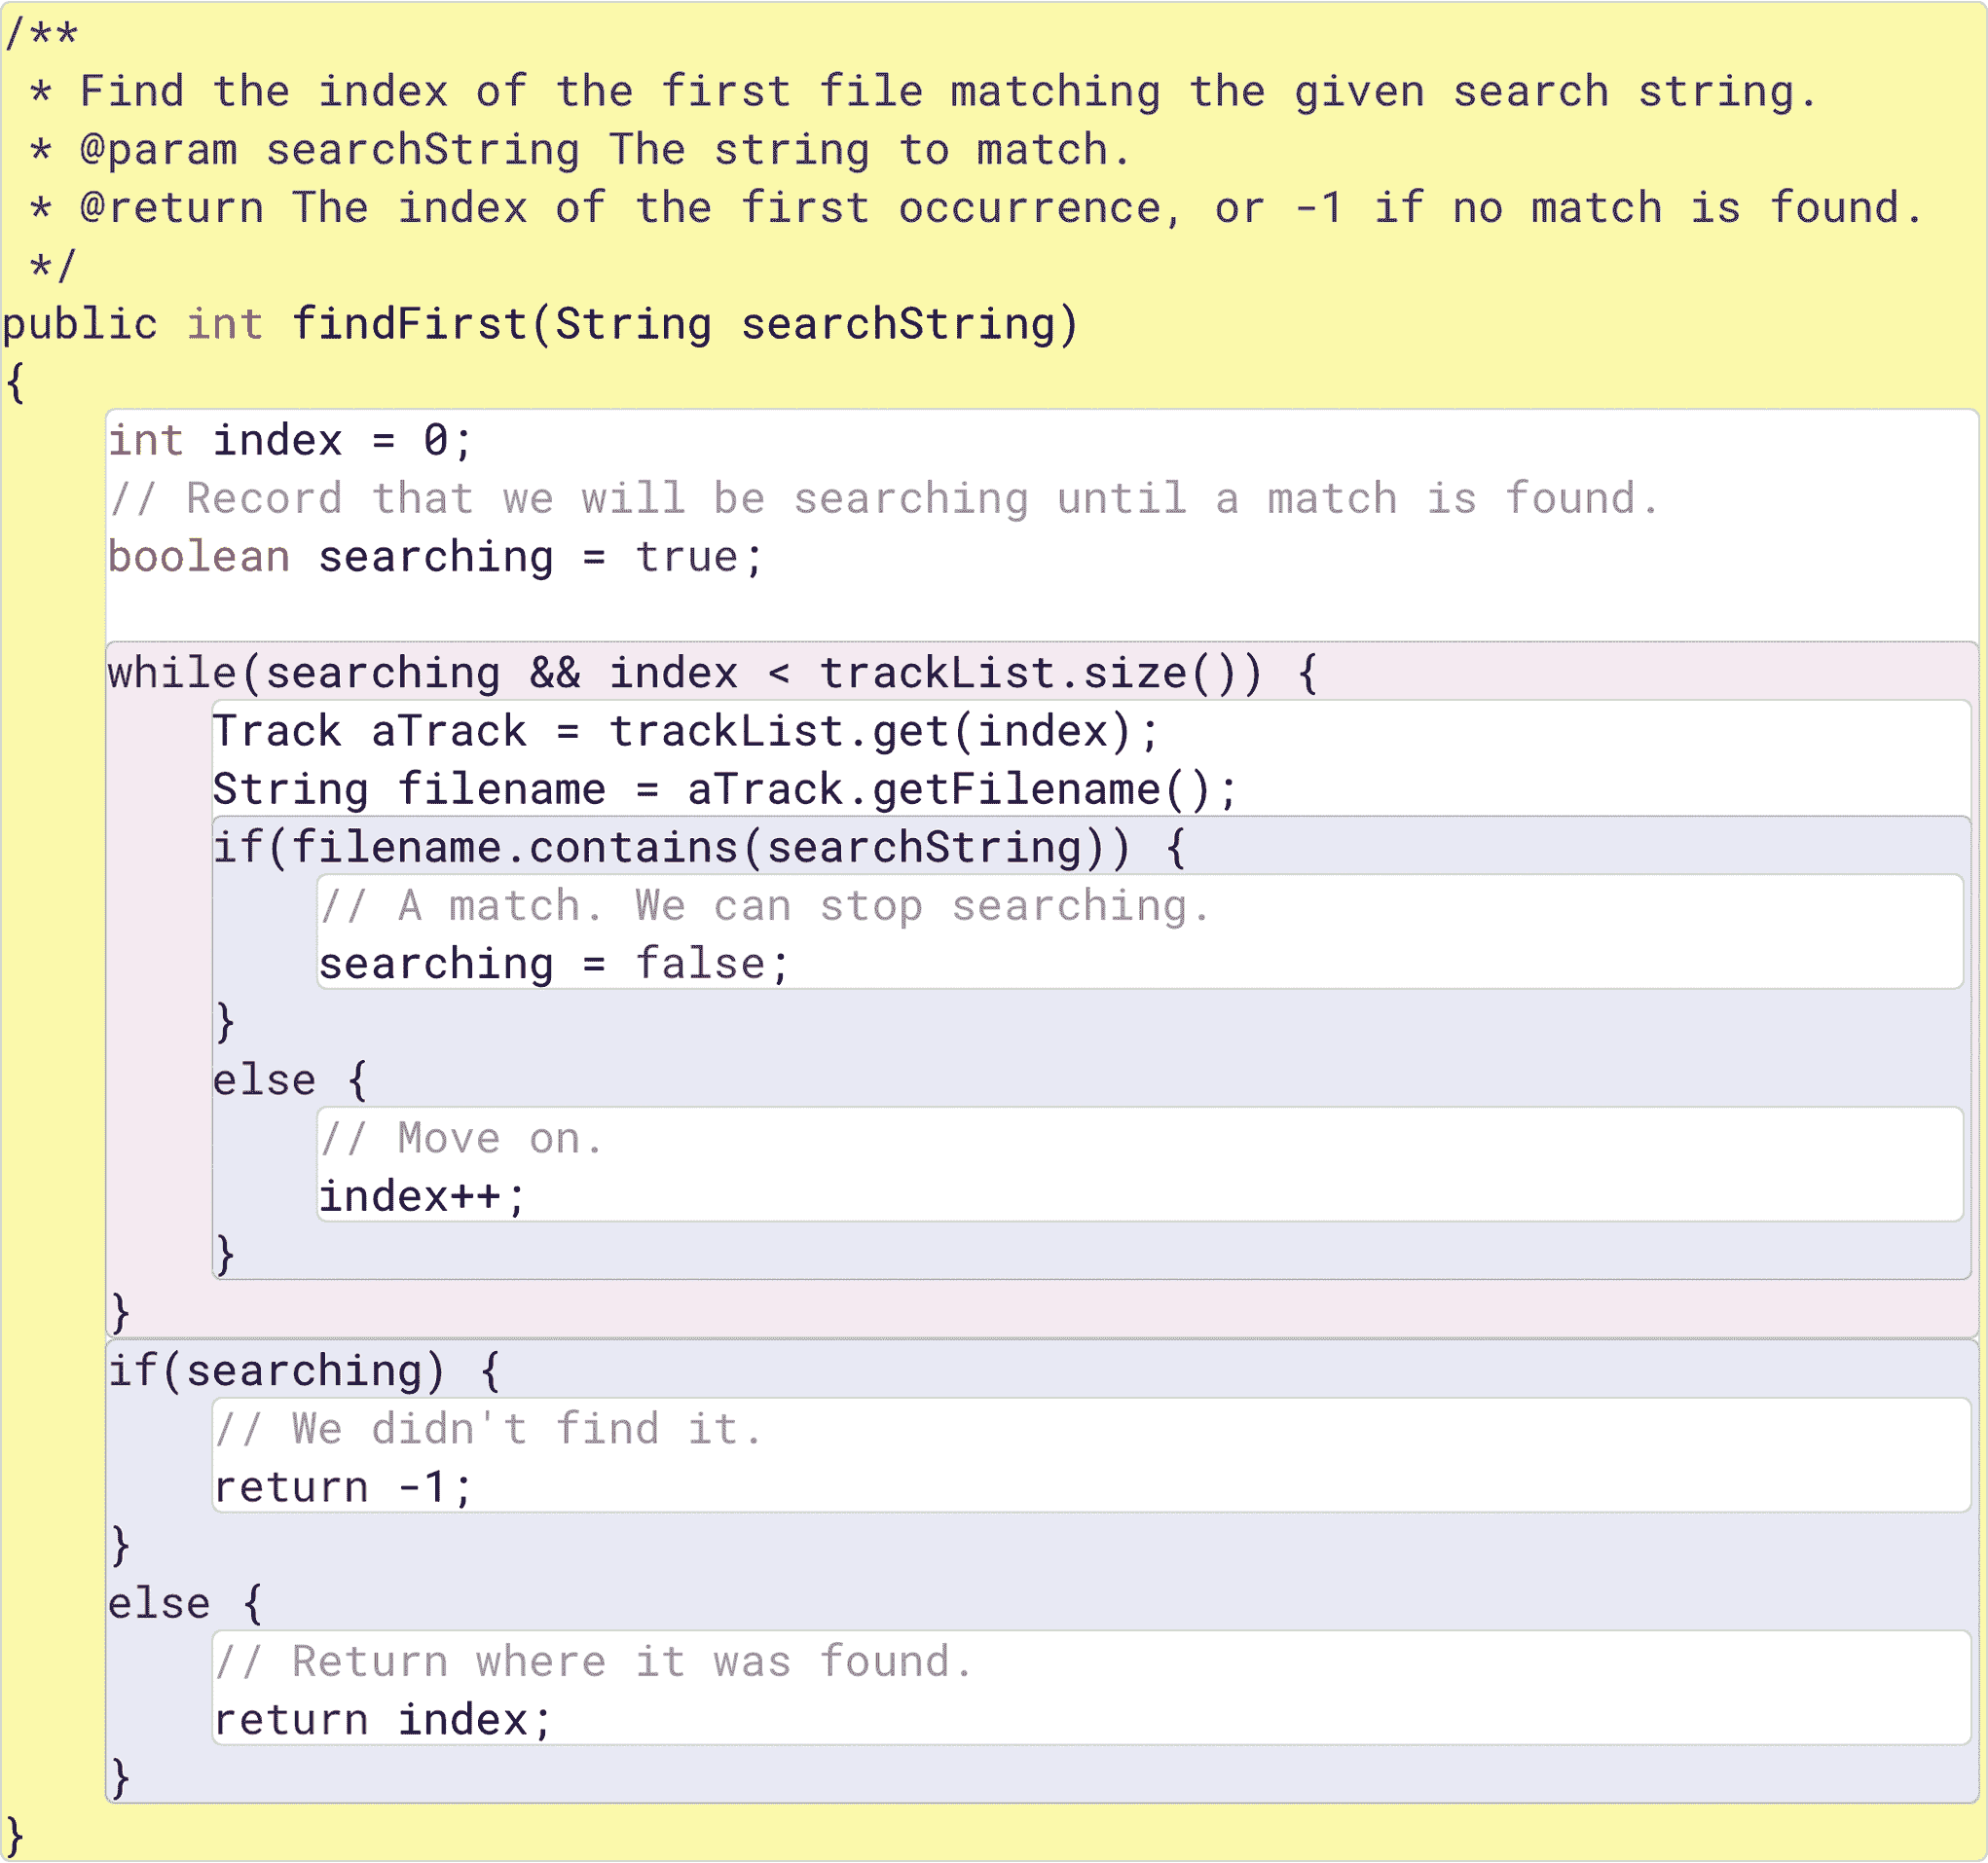 /**
 * Find the index of the first file matching the given search string.
 * @param searchString The string to match.
 * @return The index of the first occurrence, or -1 if no match is found.
 */
public int findFirst(String searchString)
{
    int index = 0;
    // Record that we will be searching until a match is found.
    boolean searching = true;

    while(searching && index < trackList.size()) {
        Track aTrack = trackList.get(index);
        String filename = aTrack.getFilename();
        if(filename.contains(searchString)) {
            // A match. We can stop searching.
            searching = false;
        }
        else {
            // Move on.
            index++;
        }
    }
    if(searching) {
        // We didn't find it.
        return -1;
    }
    else {
        // Return where it was found.
        return index;
    }
}